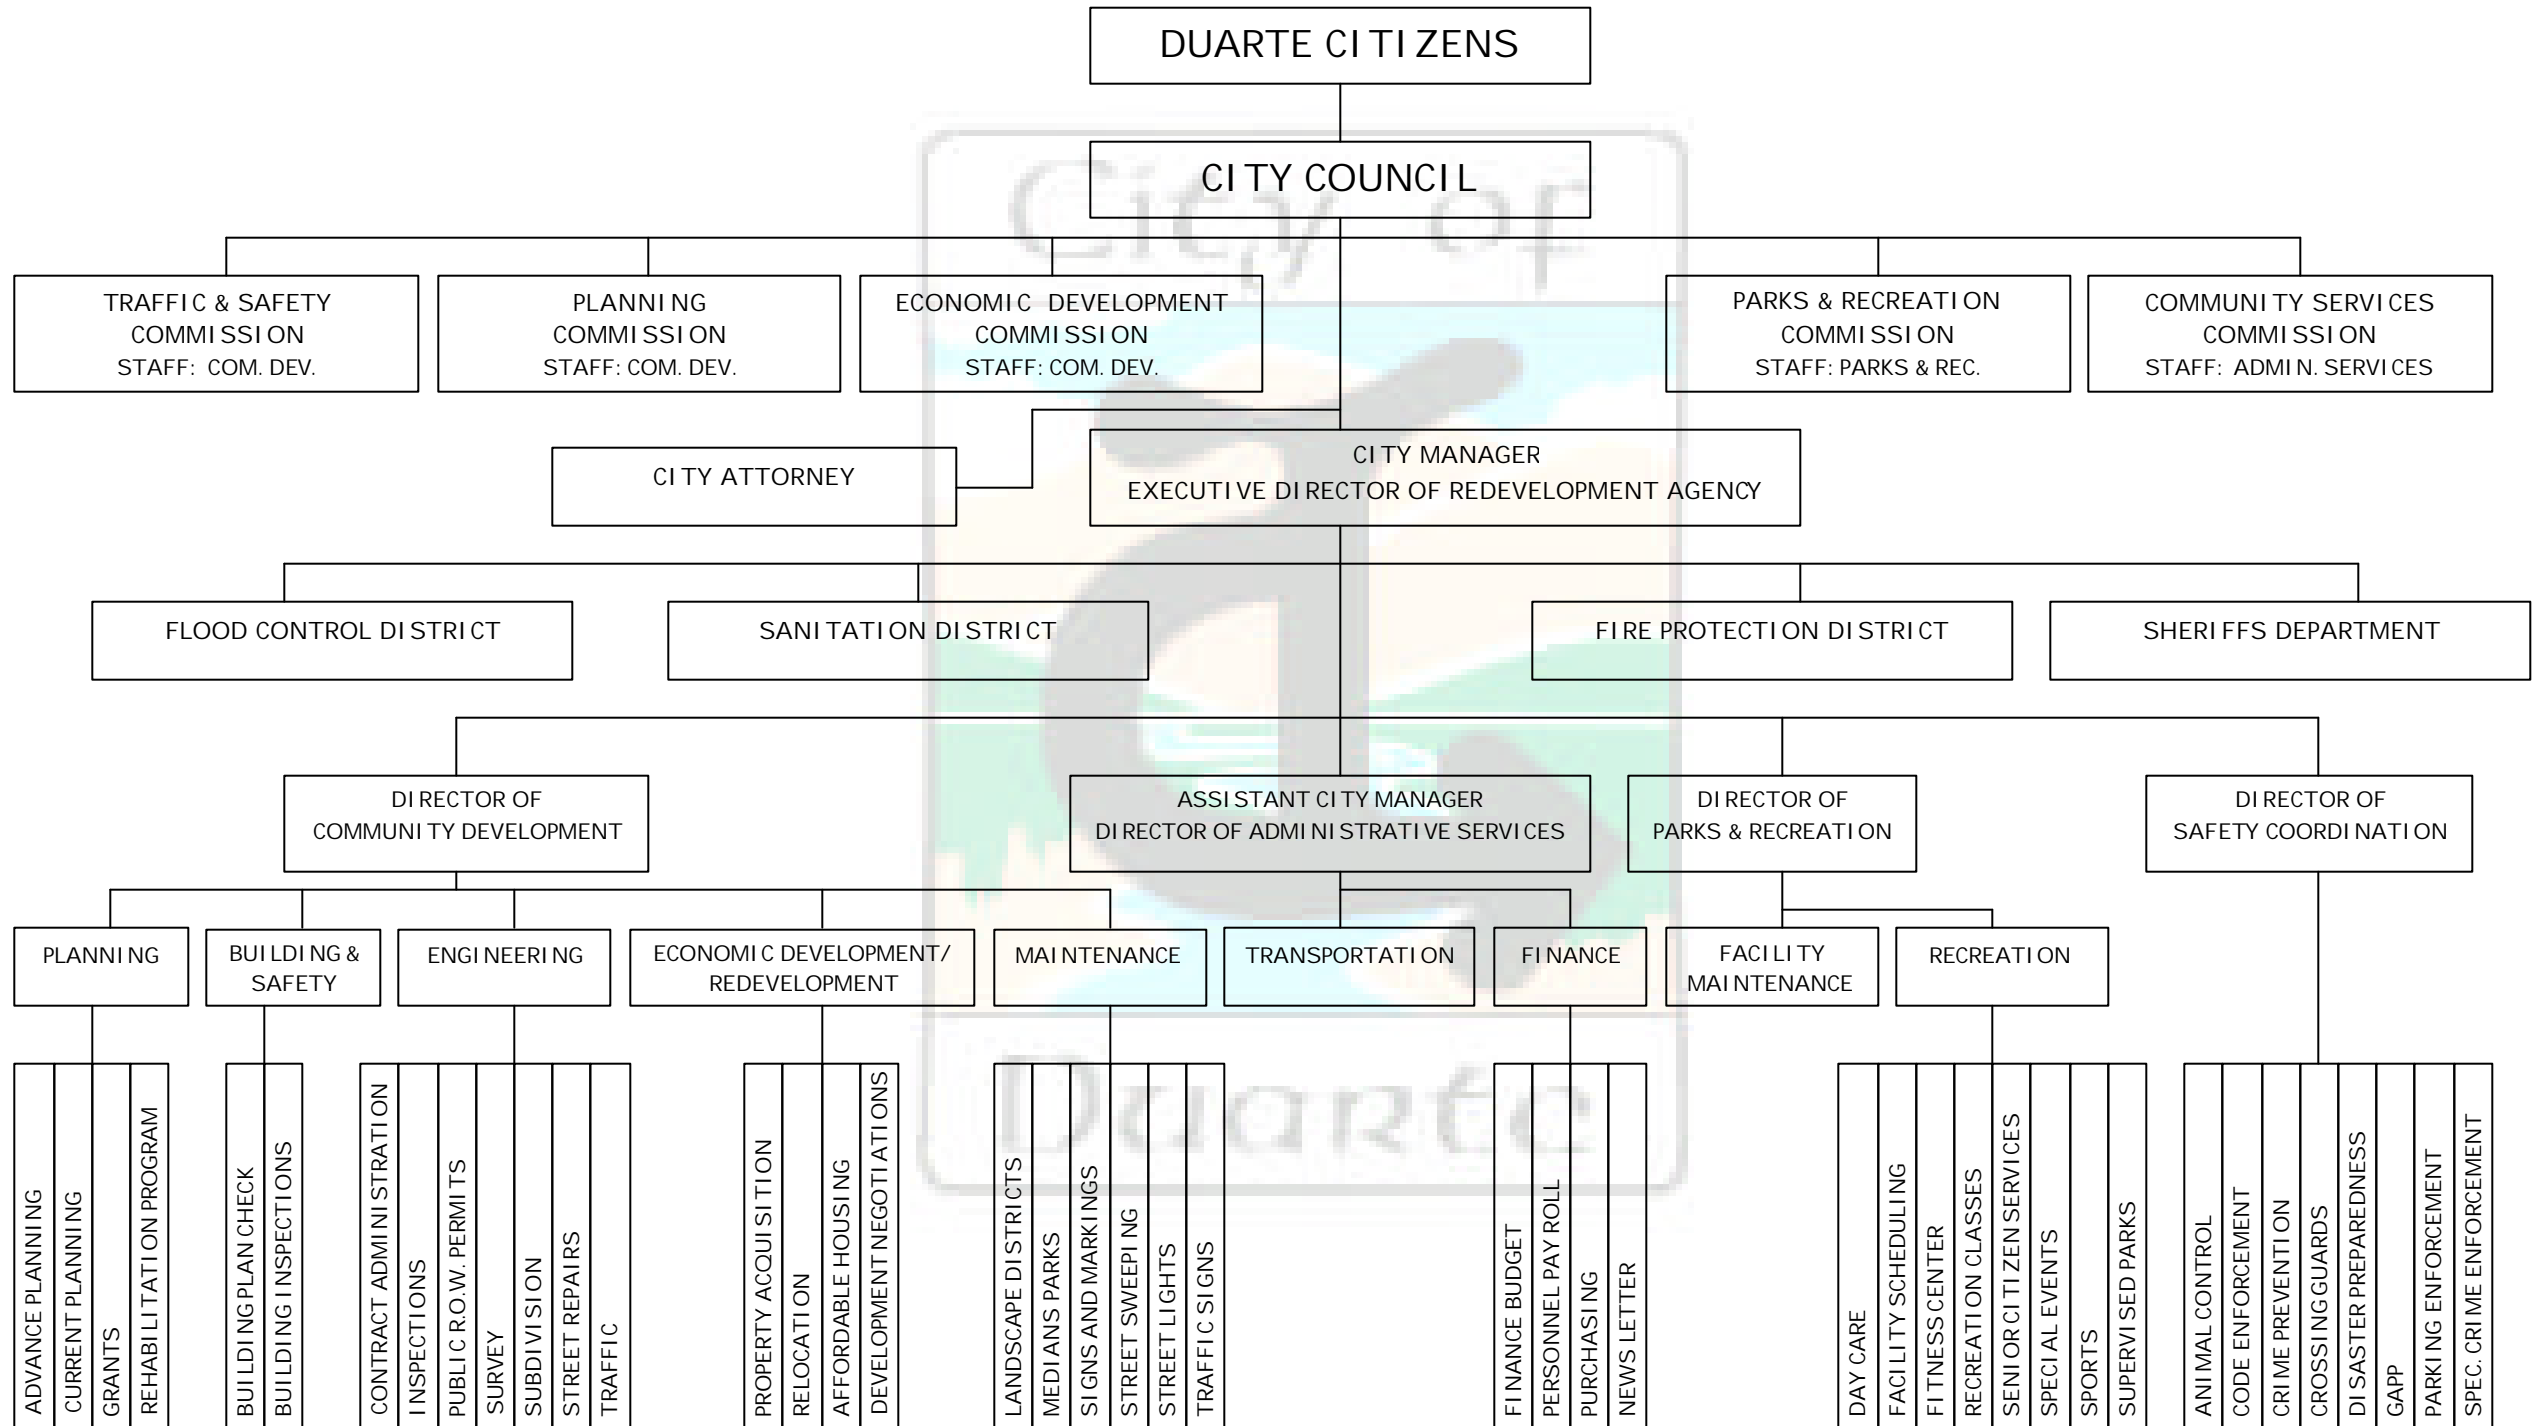 DUARTE CITIZENS
CITY COUNCIL
City of
TRAFFIC & SAFETY
COMMISSION
STAFF: COM. DEV.
PLANNING
COMMISSION
STAFF: COM. DEV.
ECONOMIC DEVELOPMENT
COMMISSION
STAFF: COM. DEV.
PARKS & RECREATION
COMMISSION
STAFF: PARKS & REC.
COMMUNITY SERVICES
COMMISSION
STAFF: ADMIN. SERVICES
CITY ATTORNEY
CITY MANAGER
EXECUTIVE DIRECTOR OF REDEVELOPMENT AGENCY
FLOOD CONTROL DISTRICT
SANITATION DISTRICT
FIRE PROTECTION DISTRICT
SHERIFFS DEPARTMENT
DIRECTOR OF
COMMUNITY DEVELOPMENT
ASSISTANT CITY MANAGER
DIRECTOR OF ADMINISTRATIVE SERVICES
DIRECTOR OF
PARKS & RECREATION
DIRECTOR OF
SAFETY COORDINATION
PLANNING
BUILDING &
SAFETY
ENGINEERING
ECONOMIC DEVELOPMENT/
REDEVELOPMENT
MAINTENANCE
TRANSPORTATION
FINANCE
FACILITY
MAINTENANCE
RECREATION
Duarte
ADVANCE PLANNING
CURRENT PLANNING
GRANTS
REHABILITATION PROGRAM
BUILDING PLAN CHECK
BUILDING INSPECTIONS
CONTRACT ADMINISTRATION
INSPECTIONS
PUBLIC R.O.W. PERMITS
SURVEY
SUBDIVISION
STREET REPAIRS
TRAFFIC
PROPERTY ACQUISITION
RELOCATION
AFFORDABLE HOUSING
DEVELOPMENT NEGOTIATIONS
LANDSCAPE DISTRICTS
MEDIANS PARKS
SIGNS AND MARKINGS
STREET SWEEPING
STREET LIGHTS
TRAFFIC SIGNS
FINANCE BUDGET
PERSONNEL PAYROLL
PURCHASING
NEWS LETTER
DAY CARE
FACILITY SCHEDULING
FITNESS CENTER
RECREATION CLASSES
SENIOR CITIZEN SERVICES
SPECIAL EVENTS
SPORTS
SUPERVISED PARKS
ANIMAL CONTROL
CODE ENFORCEMENT
CRIME PREVENTION
CROSSING GUARDS
DISASTER PREPAREDNESS
GAPP
PARKING ENFORCEMENT
SPEC. CRIME ENFORCEMENT